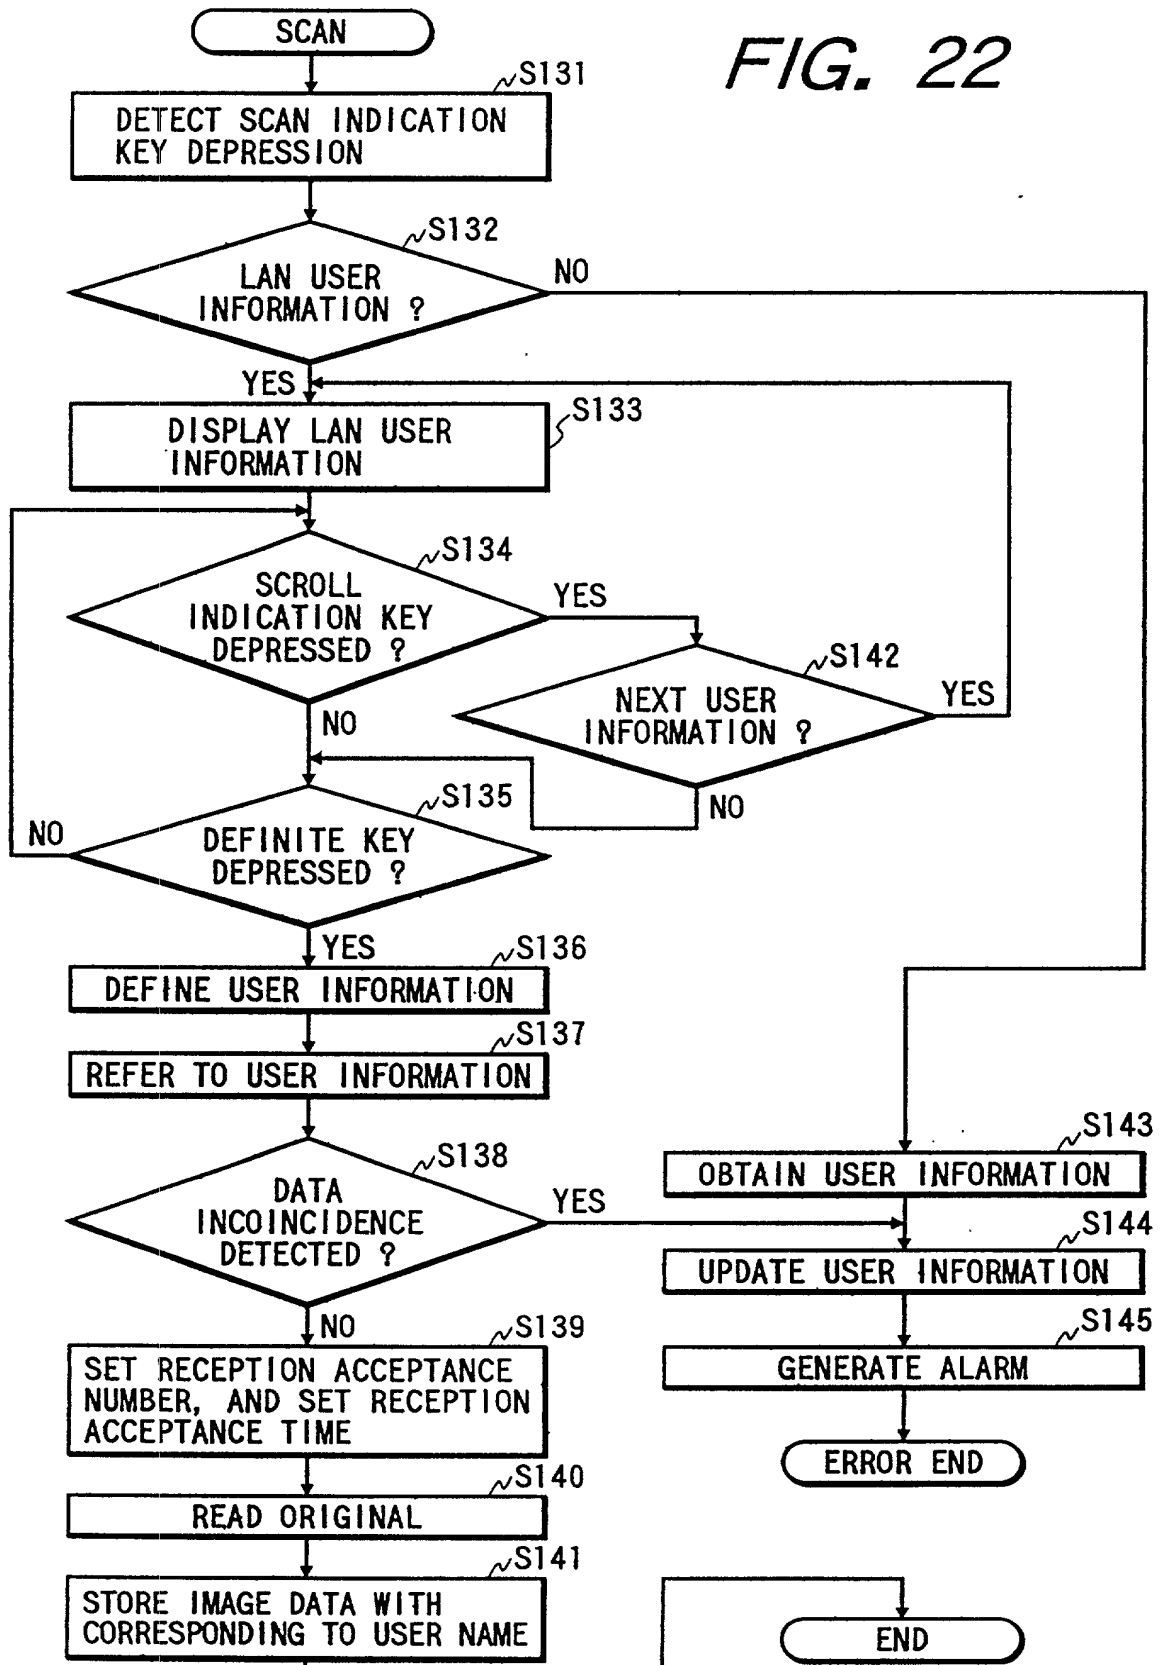 SCAN
FIG. 22
S131
DETECT SCAN INDICATION
KEY DEPRESSION
S132
LAN USER
INFORMATION ?
NO
YES
S133
DISPLAY LAN USER
INFORMATION
S134
SCROLL
INDICATION KEY
DEPRESSED ?
YES
S142
NEXT USER
INFORMATION ?
YES
NO
NO
S135
DEFINITE KEY
DEPRESSED ?
NO
YES
S136
DEFINE USER INFORMATION
S137
REFER TO USER INFORMATION
S138
DATA
INCOINCIDENCE
DETECTED ?
YES
S143
OBTAIN USER INFORMATION
S144
UPDATE USER INFORMATION
S145
GENERATE ALARM
ERROR END
NO
S139
SET RECEPTION ACCEPTANCE
NUMBER, AND SET RECEPTION
ACCEPTANCE TIME
S140
READ ORIGINAL
S141
STORE IMAGE DATA WITH
CORRESPONDING TO USER NAME
END